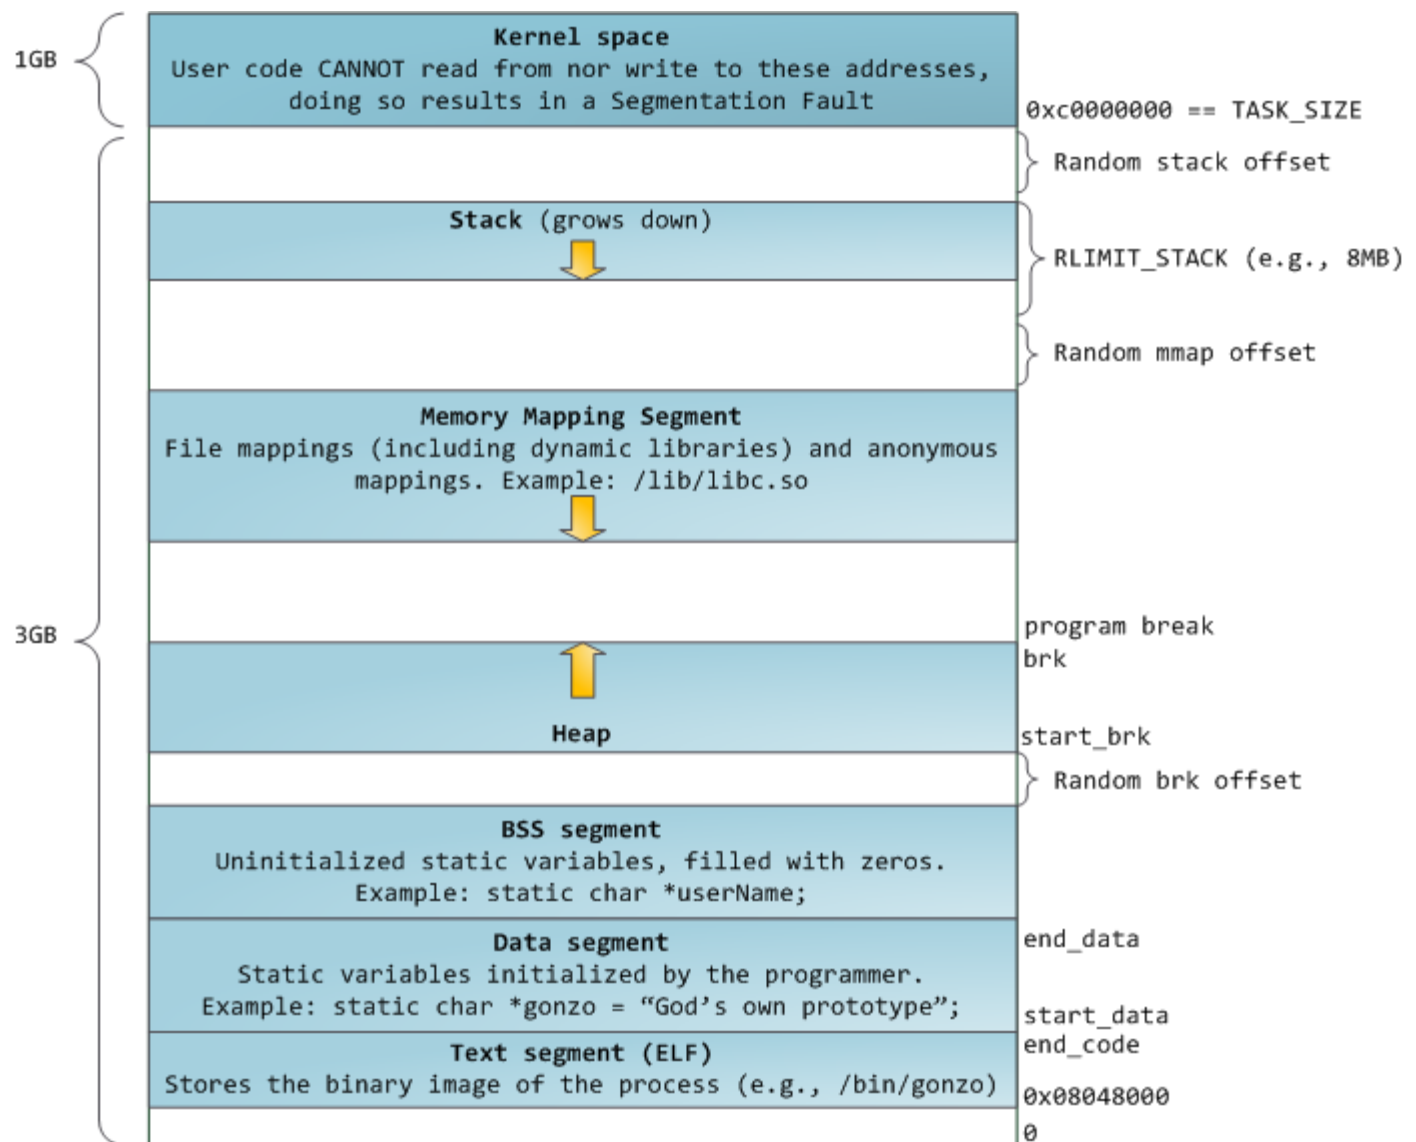 1GB
Kernel space
User code CANNOT read from nor write to these addresses,
doing so results in a Segmentation Fault
0xc0000000 == TASK_SIZE
Random stack offset
Stack (grows down)
RLIMIT_STACK (e.g., 8MB)
Random mmap offset
Memory Mapping Segment
File mappings (including dynamic libraries) and anonymous
mappings. Example: /lib/libc.so
3GB
program break
brk
Heap
start_brk
Random brk offset
BSS segment
Uninitialized static variables, filled with zeros.
Example: static char *userName;
Data segment
Static variables initialized by the programmer.
Example: static char *gonzo = “God’s own prototype”;
end_data
start_data
Text segment (ELF)
Stores the binary image of the process (e.g., /bin/gonzo)
end_code
0x08048000
0